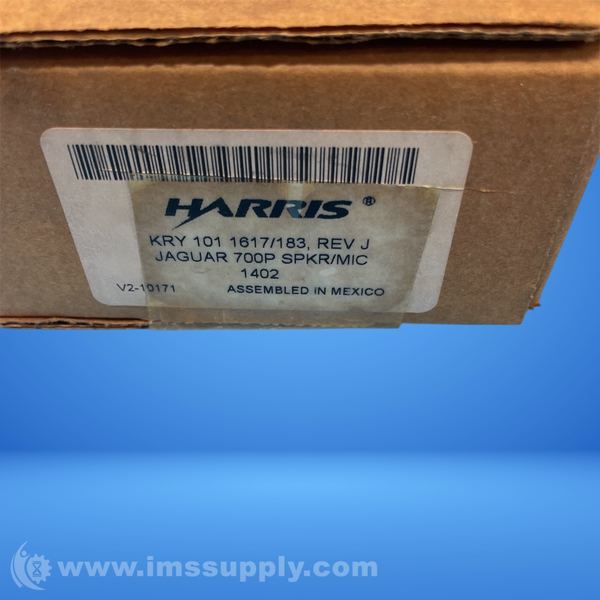 HARRIS ®
KRY 101 1617/183, REV J
JAGUAR 700P SPKR/MIC
1402
V2-10171 ASSEMBLED IN MEXICO
www.imssupply.com